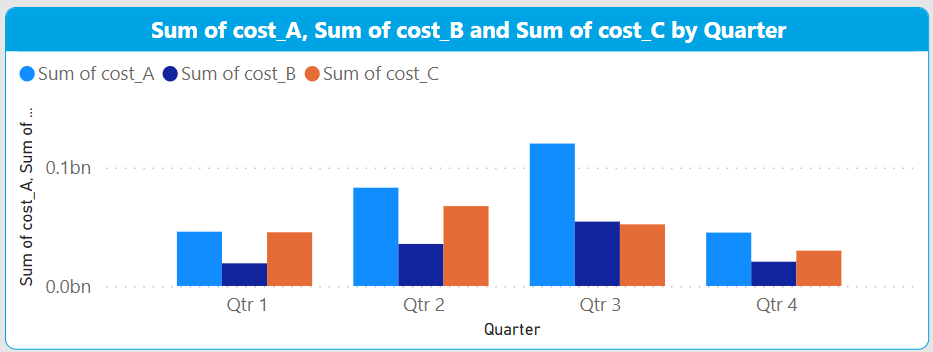 Sum of cost_A, Sum of cost_B and Sum of cost_C by Quarter
Sum of cost_A Sum of cost_B Sum of cost_C
Sum of cost_A, Sum of ...
0.1bn
0.0bn
Qtr 1 Qtr 2 Qtr 3 Qtr 4
Quarter